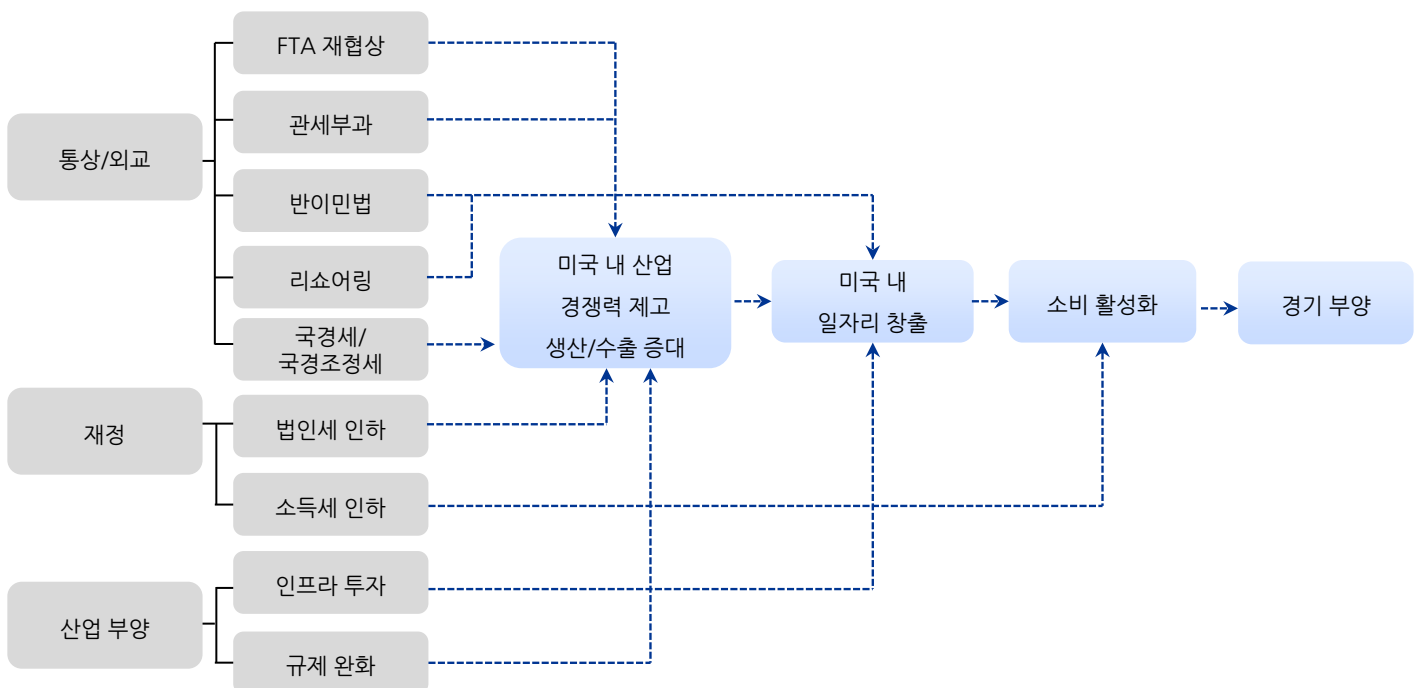 통상/외교
FTA 재협상
관세부과
반이민법
리쇼어링
국경세/
국경조정세
재정
법인세 인하
소득세 인하
산업 부양
인프라 투자
규제 완화
미국 내 산업
경쟁력 제고
생산/수출 증대
미국 내
일자리 창출
소비 활성화
경기 부양